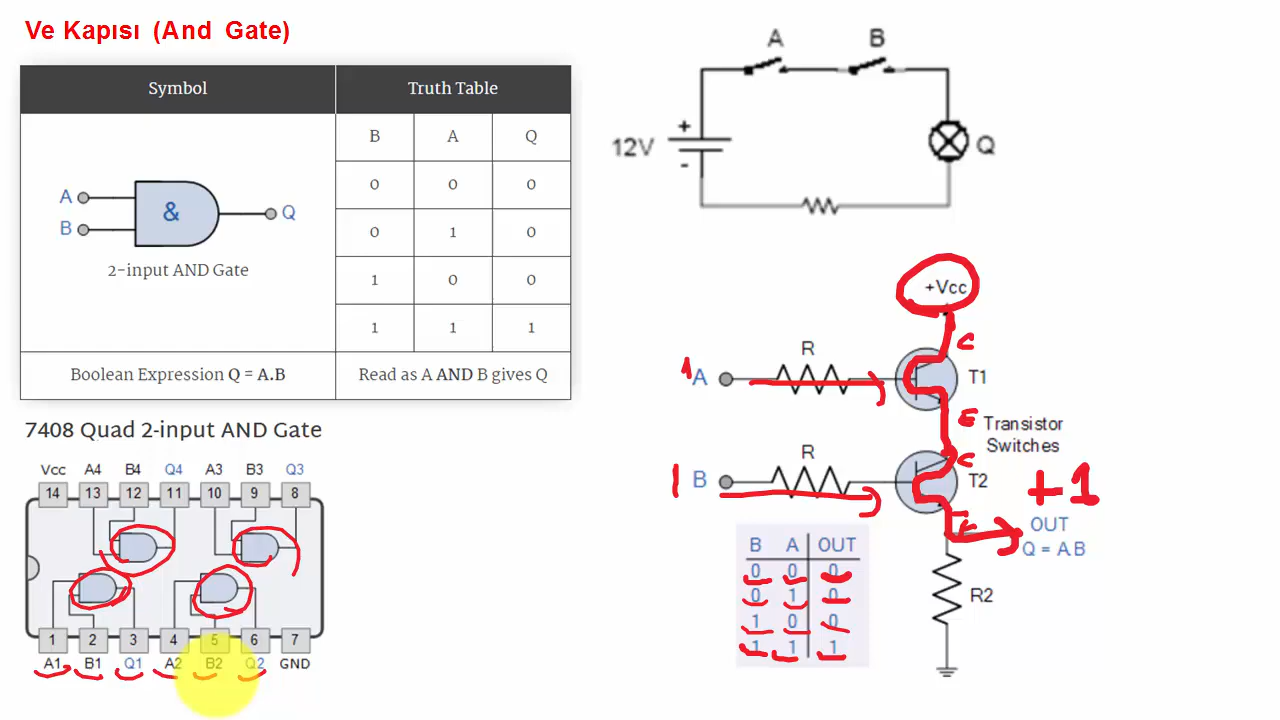 Ve Kapısı (And Gate)
Symbol
Truth Table
B A Q
0 0 0
0 1 0
1 0 0
1 1 1
A
B
&
Q
2-input AND Gate
Boolean Expression Q = A.B
Read as A AND B gives Q
7408 Quad 2-input AND Gate
Vcc A4 B4 Q4 A3 B3 Q3
14 13 12 11 10 9 8
1 2 3 4 5 6 7
A1 B1 Q1 A2 B2 Q2 GND
A B
+
12V
-
Q
+Vcc
C
R
1 A
T1
E
Transistor
Switches
C
R
1 B
T2
+1
E
OUT
Q = A.B
R2
B A OUT
0 0 0
0 1 0
1 0 0
1 1 1